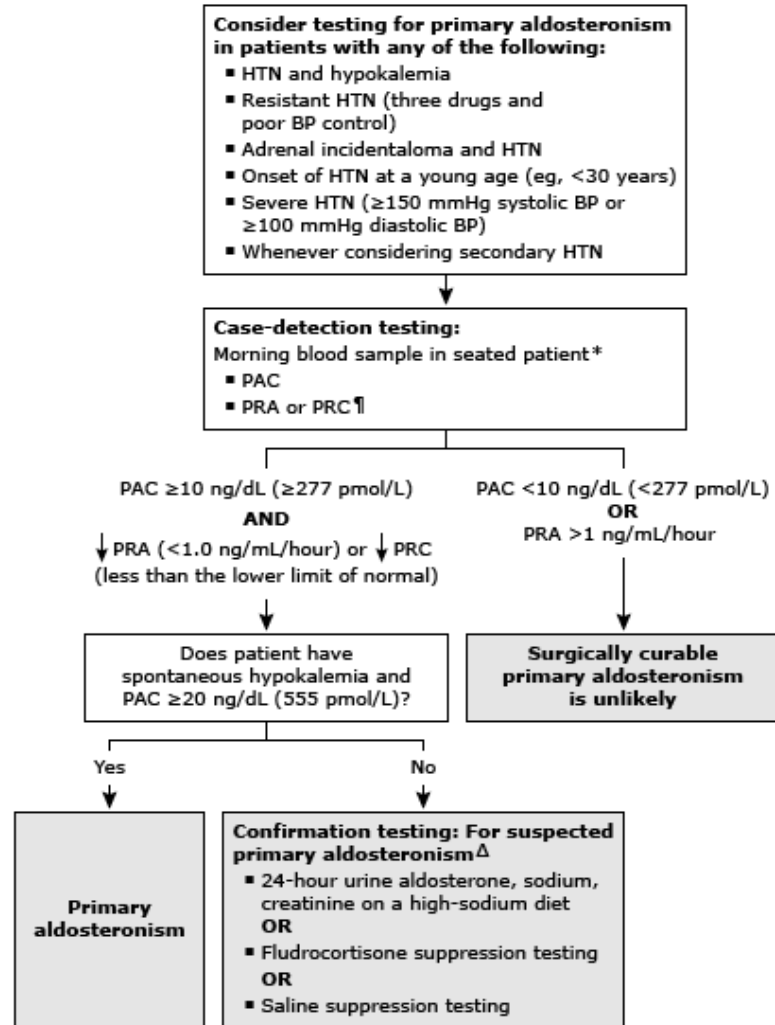 Consider testing for primary aldosteronism
in patients with any of the following:
▪ HTN and hypokalemia
▪ Resistant HTN (three drugs and
poor BP control)
▪ Adrenal incidentaloma and HTN
▪ Onset of HTN at a young age (eg, <30 years)
▪ Severe HTN (≥150 mmHg systolic BP or
≥100 mmHg diastolic BP)
▪ Whenever considering secondary HTN
Case-detection testing:
Morning blood sample in seated patient*
▪ PAC
▪ PRA or PRC¶
PAC ≥10 ng/dL (≥277 pmol/L)
AND
↓ PRA (<1.0 ng/mL/hour) or ↓ PRC
(less than the lower limit of normal)
PAC <10 ng/dL (<277 pmol/L)
OR
PRA >1 ng/mL/hour
Does patient have
spontaneous hypokalemia and
PAC ≥20 ng/dL (555 pmol/L)?
Surgically curable
primary aldosteronism
is unlikely
Yes
No
Primary
aldosteronism
Confirmation testing: For suspected
primary aldosteronismΔ
▪ 24-hour urine aldosterone, sodium,
creatinine on a high-sodium diet
OR
▪ Fludrocortisone suppression testing
OR
▪ Saline suppression testing